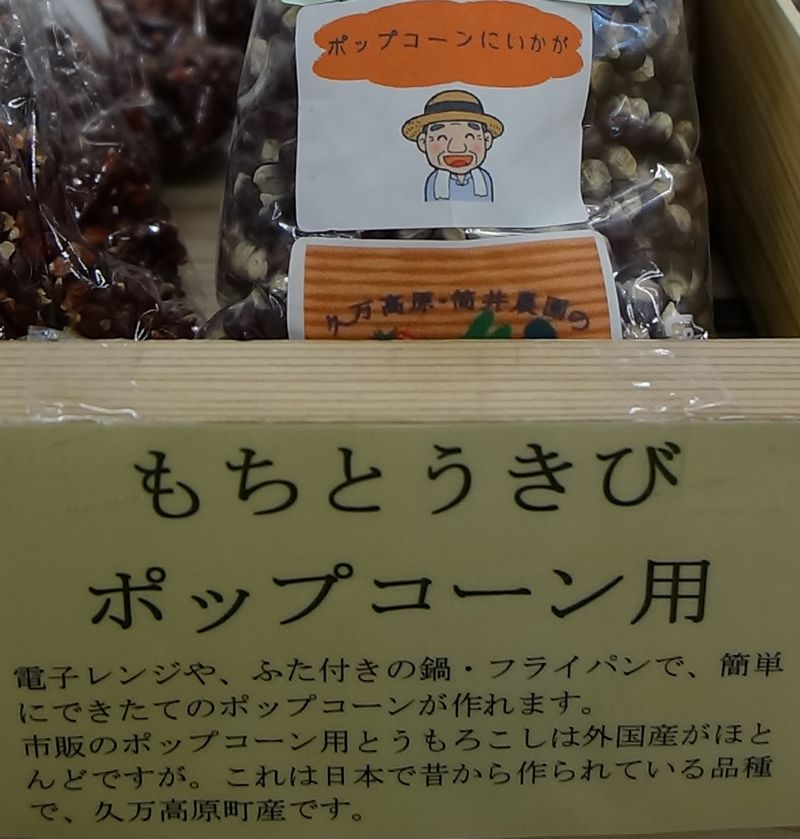 ポップコーンにいかが
久万高原・筒井農園の
もちとうきび
ポップコーン用
電子レンジや、ふた付きの鍋・フライパンで、簡単
にできたてのポップコーンが作れます。
市販のポップコーン用とうもろこしは外国産がほと
んどですが。これは日本で昔から作られている品種
で、久万高原町産です。